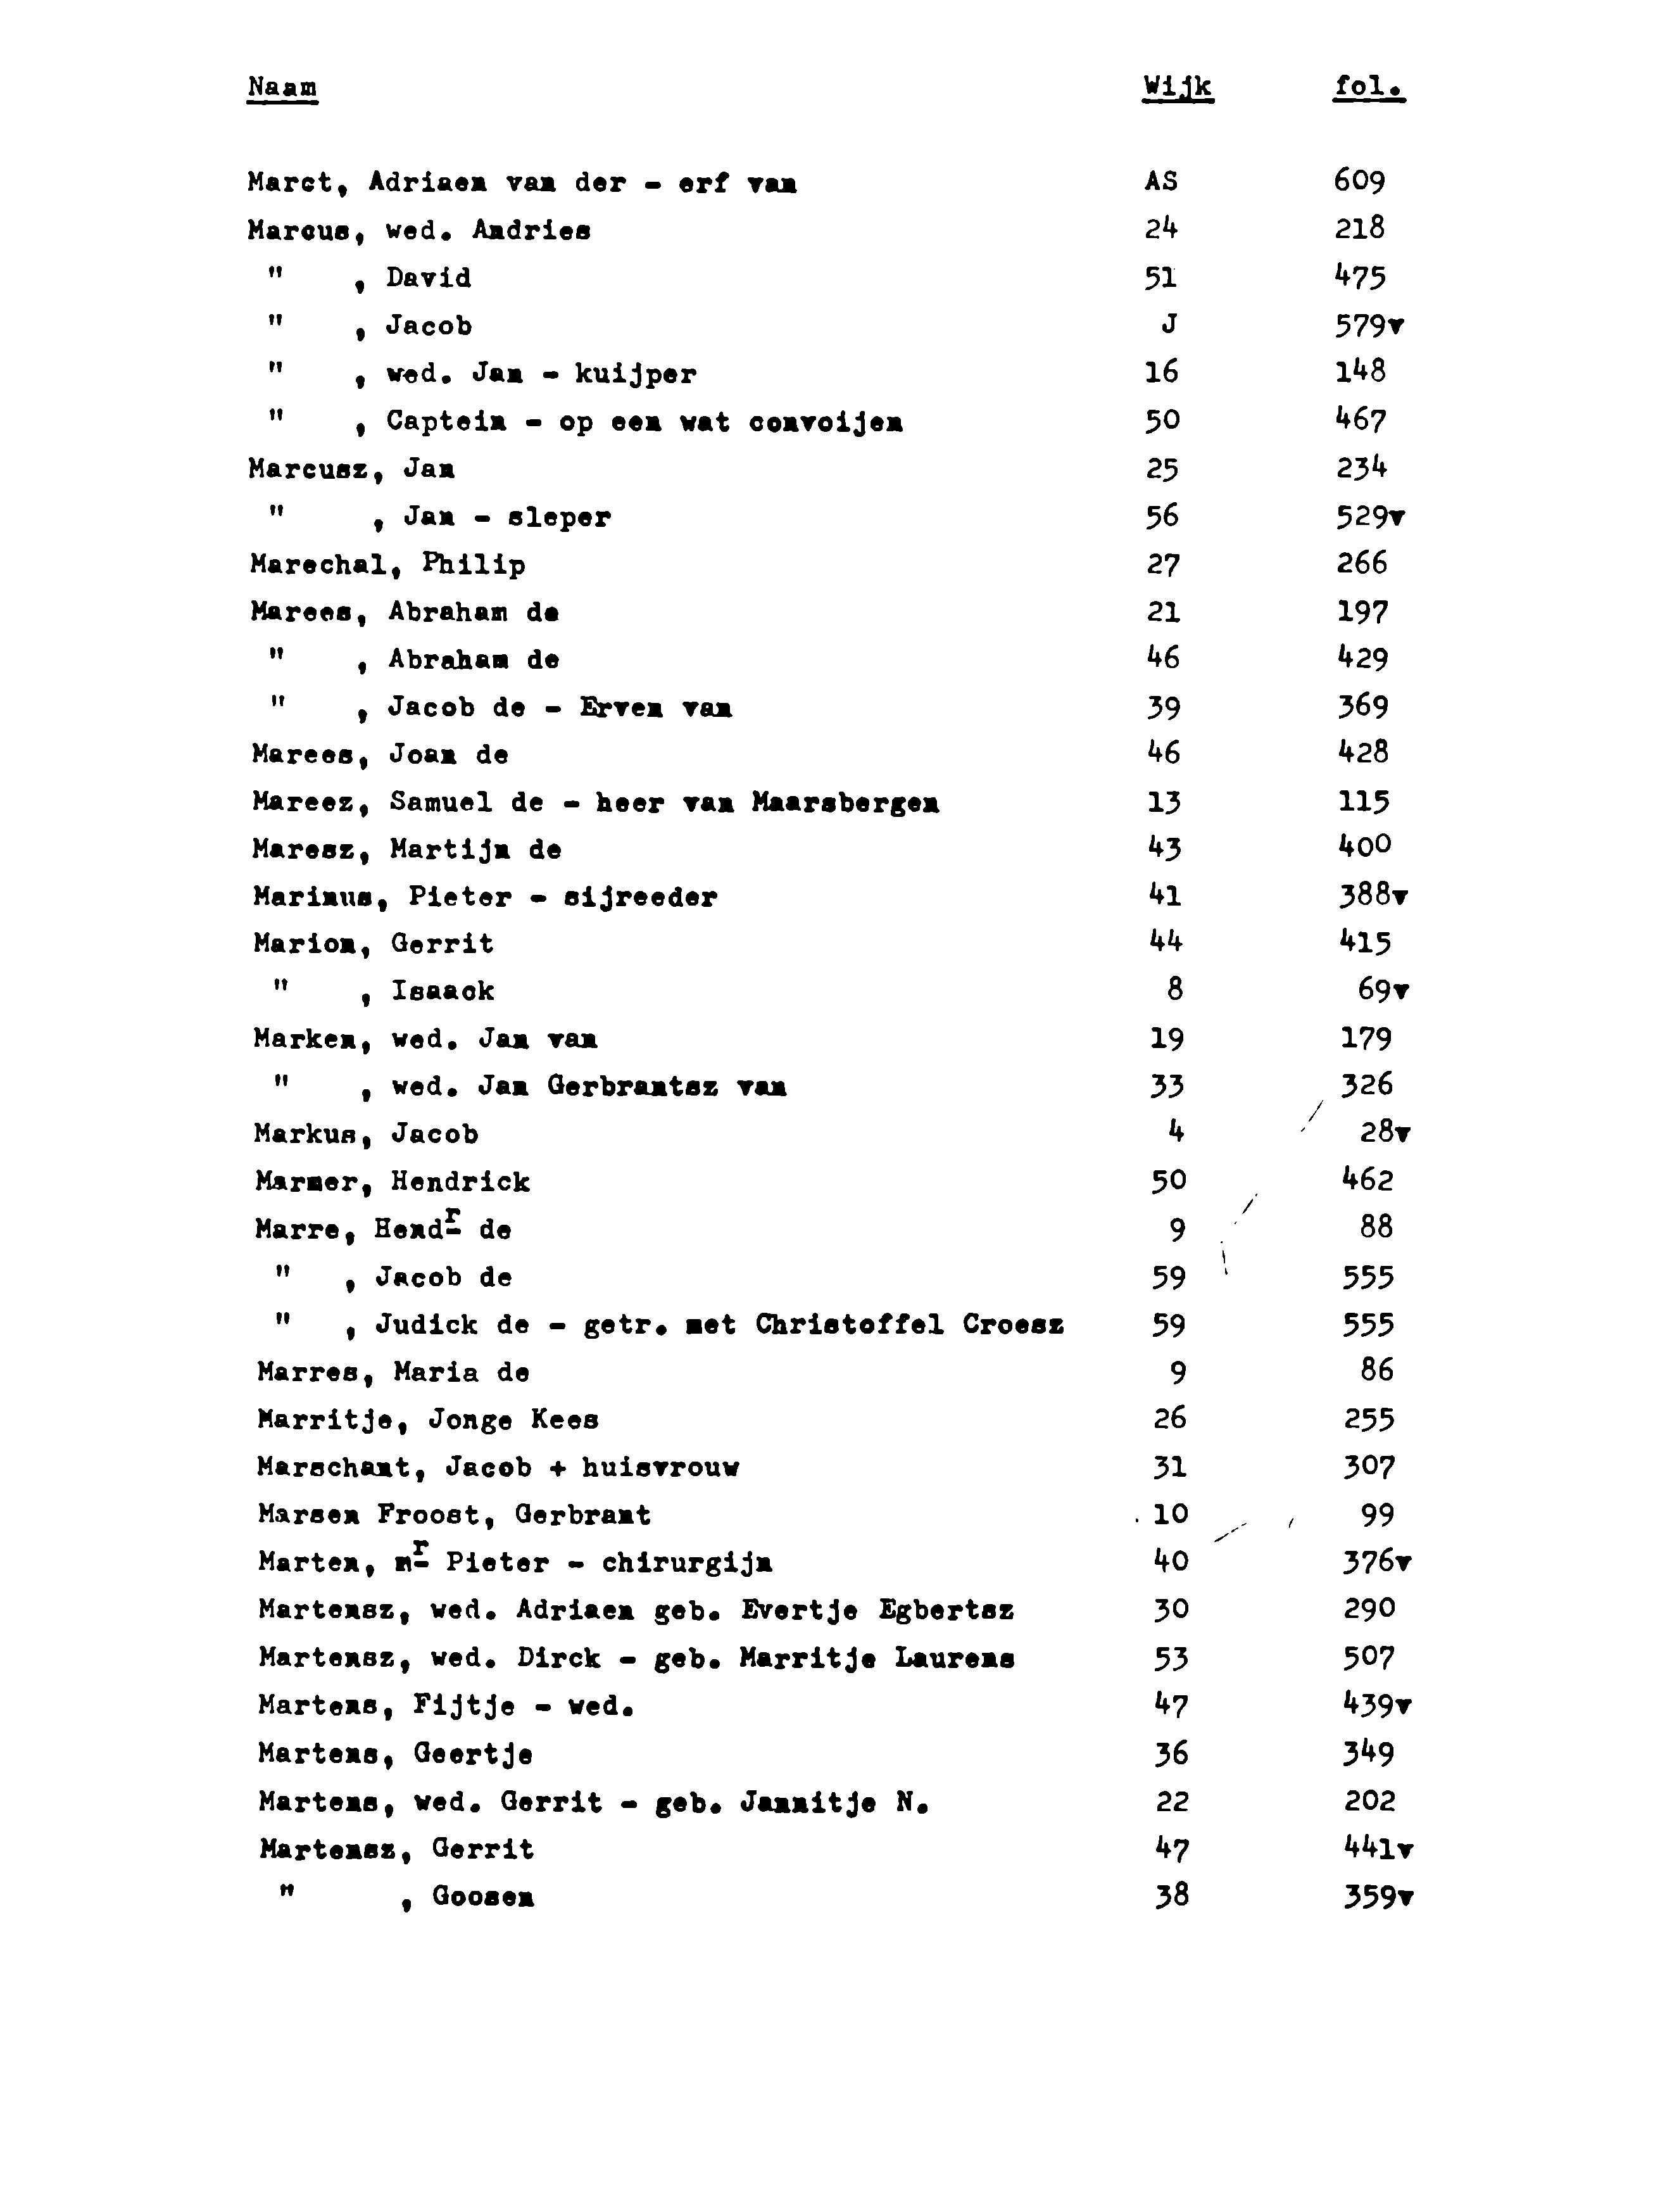 Naam Wijk fol.
Marct, Adriaen van der - erf van AS 609
Marcus, wed. Andries 24 218
" , David 51 475
" , Jacob J 579v
" , wed. Jan - kuijper 16 148
" , Captein - op een wat convoijen 50 467
Marcusz, Jan 25 234
" , Jan - sleper 56 529v
Marechal, Philip 27 266
Marees, Abraham de 21 197
" , Abraham de 46 429
" , Jacob de - Erven van 39 369
Marees, Joan de 46 428
Mareez, Samuel de - heer van Maarsbergen 13 115
Maresz, Martijn de 43 400
Marinus, Pieter - sijreeder 41 388v
Marion, Gerrit 44 415
" , Isaack 8 69v
Marken, wed. Jan van 19 179
" , wed. Jan Gerbrantsz van 33 326
Markus, Jacob 4 28v
Marmer, Hendrick 50 462
Marre, Hendr de 9 88
" , Jacob de 59 555
" , Judick de - getr. met Christoffel Croesz 59 555
Marres, Maria de 9 86
Marritje, Jonge Kees 26 255
Marschant, Jacob + huisvrouw 31 307
Marsen Froost, Gerbrant 10 99
Marten, mr Pieter - chirurgijn 40 376v
Martensz, wed. Adriaen geb. Evertje Egbertsz 30 290
Martensz, wed. Dirck - geb. Marritje Laurens 53 507
Martens, Fijtje - wed. 47 439v
Martens, Geertje 36 349
Martens, wed. Gerrit - geb. Jannitje N. 22 202
Martensz, Gerrit 47 441v
" , Goosen 38 359v